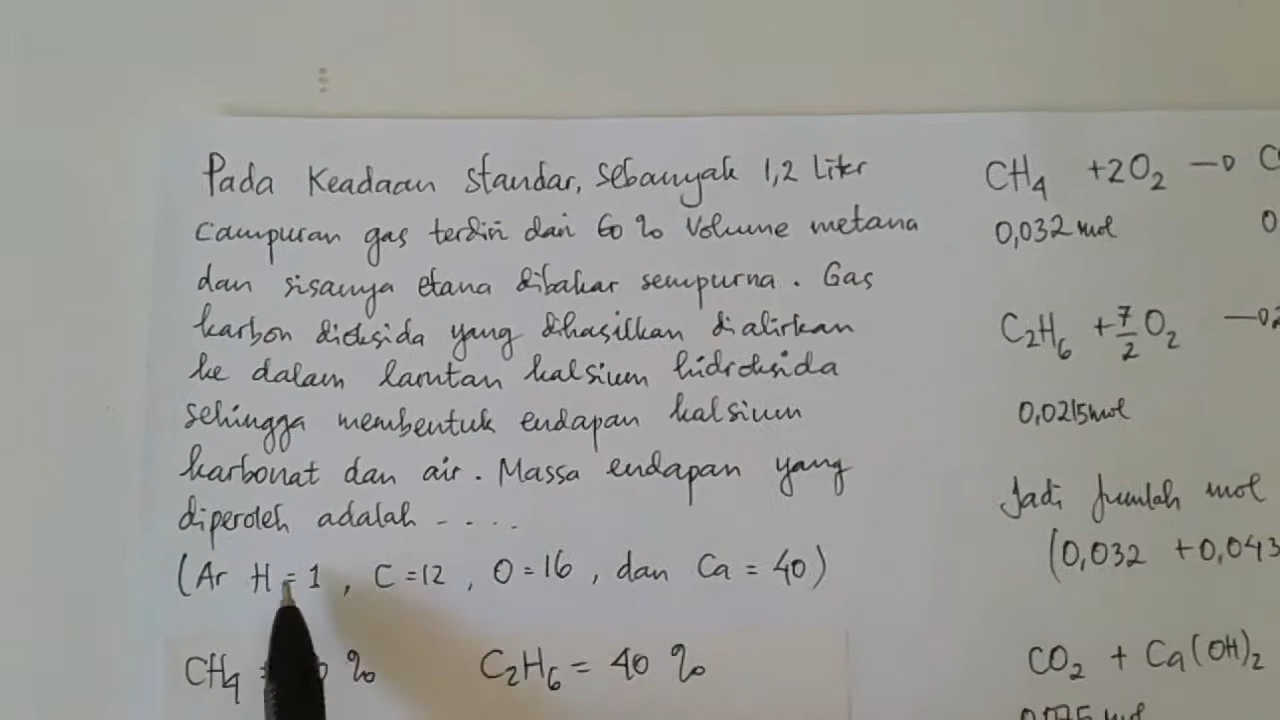 Pada Keadaan standar, sebanyak 1,2 Liter
campuran gas terdiri dari 60 % Volume metana
dan sisanya etana dibakar sempurna. Gas
karbon dioksida yang dihasilkan dialirkan
ke dalam larutan kalsium hidroksida
sehingga membentuk endapan kalsium
karbonat dan air. Massa endapan yang
diperoleh adalah - . . . .
(Ar H = 1, C = 12, O = 16, dan Ca = 40)
CH4 %
C2H6 = 40 %
CH4 + 2O2 →
0,032 mol
C2H6 + 7/2 O2 → 2
0,0215 mol
Jadi Jumlah mol
(0,032 + 0,043
CO2 + Ca(OH)2